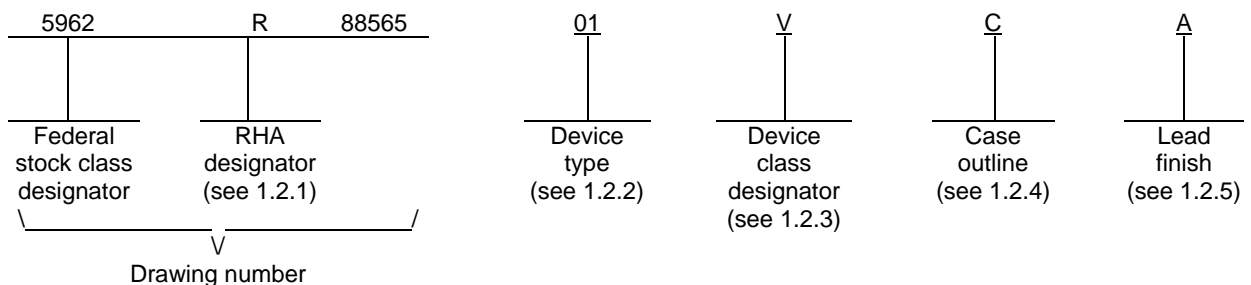 5962 R 88565 01 V C A
Federal stock class designator
RHA designator (see 1.2.1)
Device type (see 1.2.2)
Device class designator (see 1.2.3)
Case outline (see 1.2.4)
Lead finish (see 1.2.5)
Drawing number